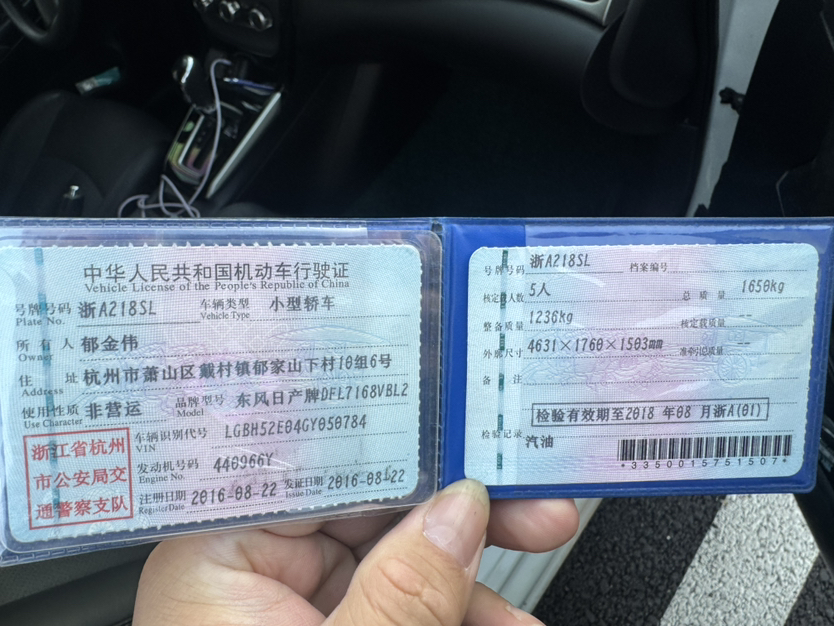 中华人民共和国机动车行驶证
Vehicle License of the People's Republic of China
号牌号码 浙A218SL 车辆类型 小型轿车
Plate No. Vehicle Type
所有人 郁金伟
Owner
住址 杭州市萧山区戴村镇郁家山下村10组6号
Address
使用性质 非营运 品牌型号 东风日产牌DFL7168VBL2
Use Character Model
浙江省杭州
市公安局交
通警察支队
车辆识别代号 LGBH52E04GY050784
VIN
发动机号码 440966Y
Engine No.
注册日期 2016-08-22 发证日期 2016-08-22
Register Date Issue Date
号牌号码 浙A218SL 档案编号
核定载人数 5人 总质量 1650kg
整备质量 1236kg 核定载质量 --
外廓尺寸 4631×1760×1503mm 准牵引总质量 --
备注
检验有效期至2018年08月浙A(01)
检验记录 汽油
*3350015751507*